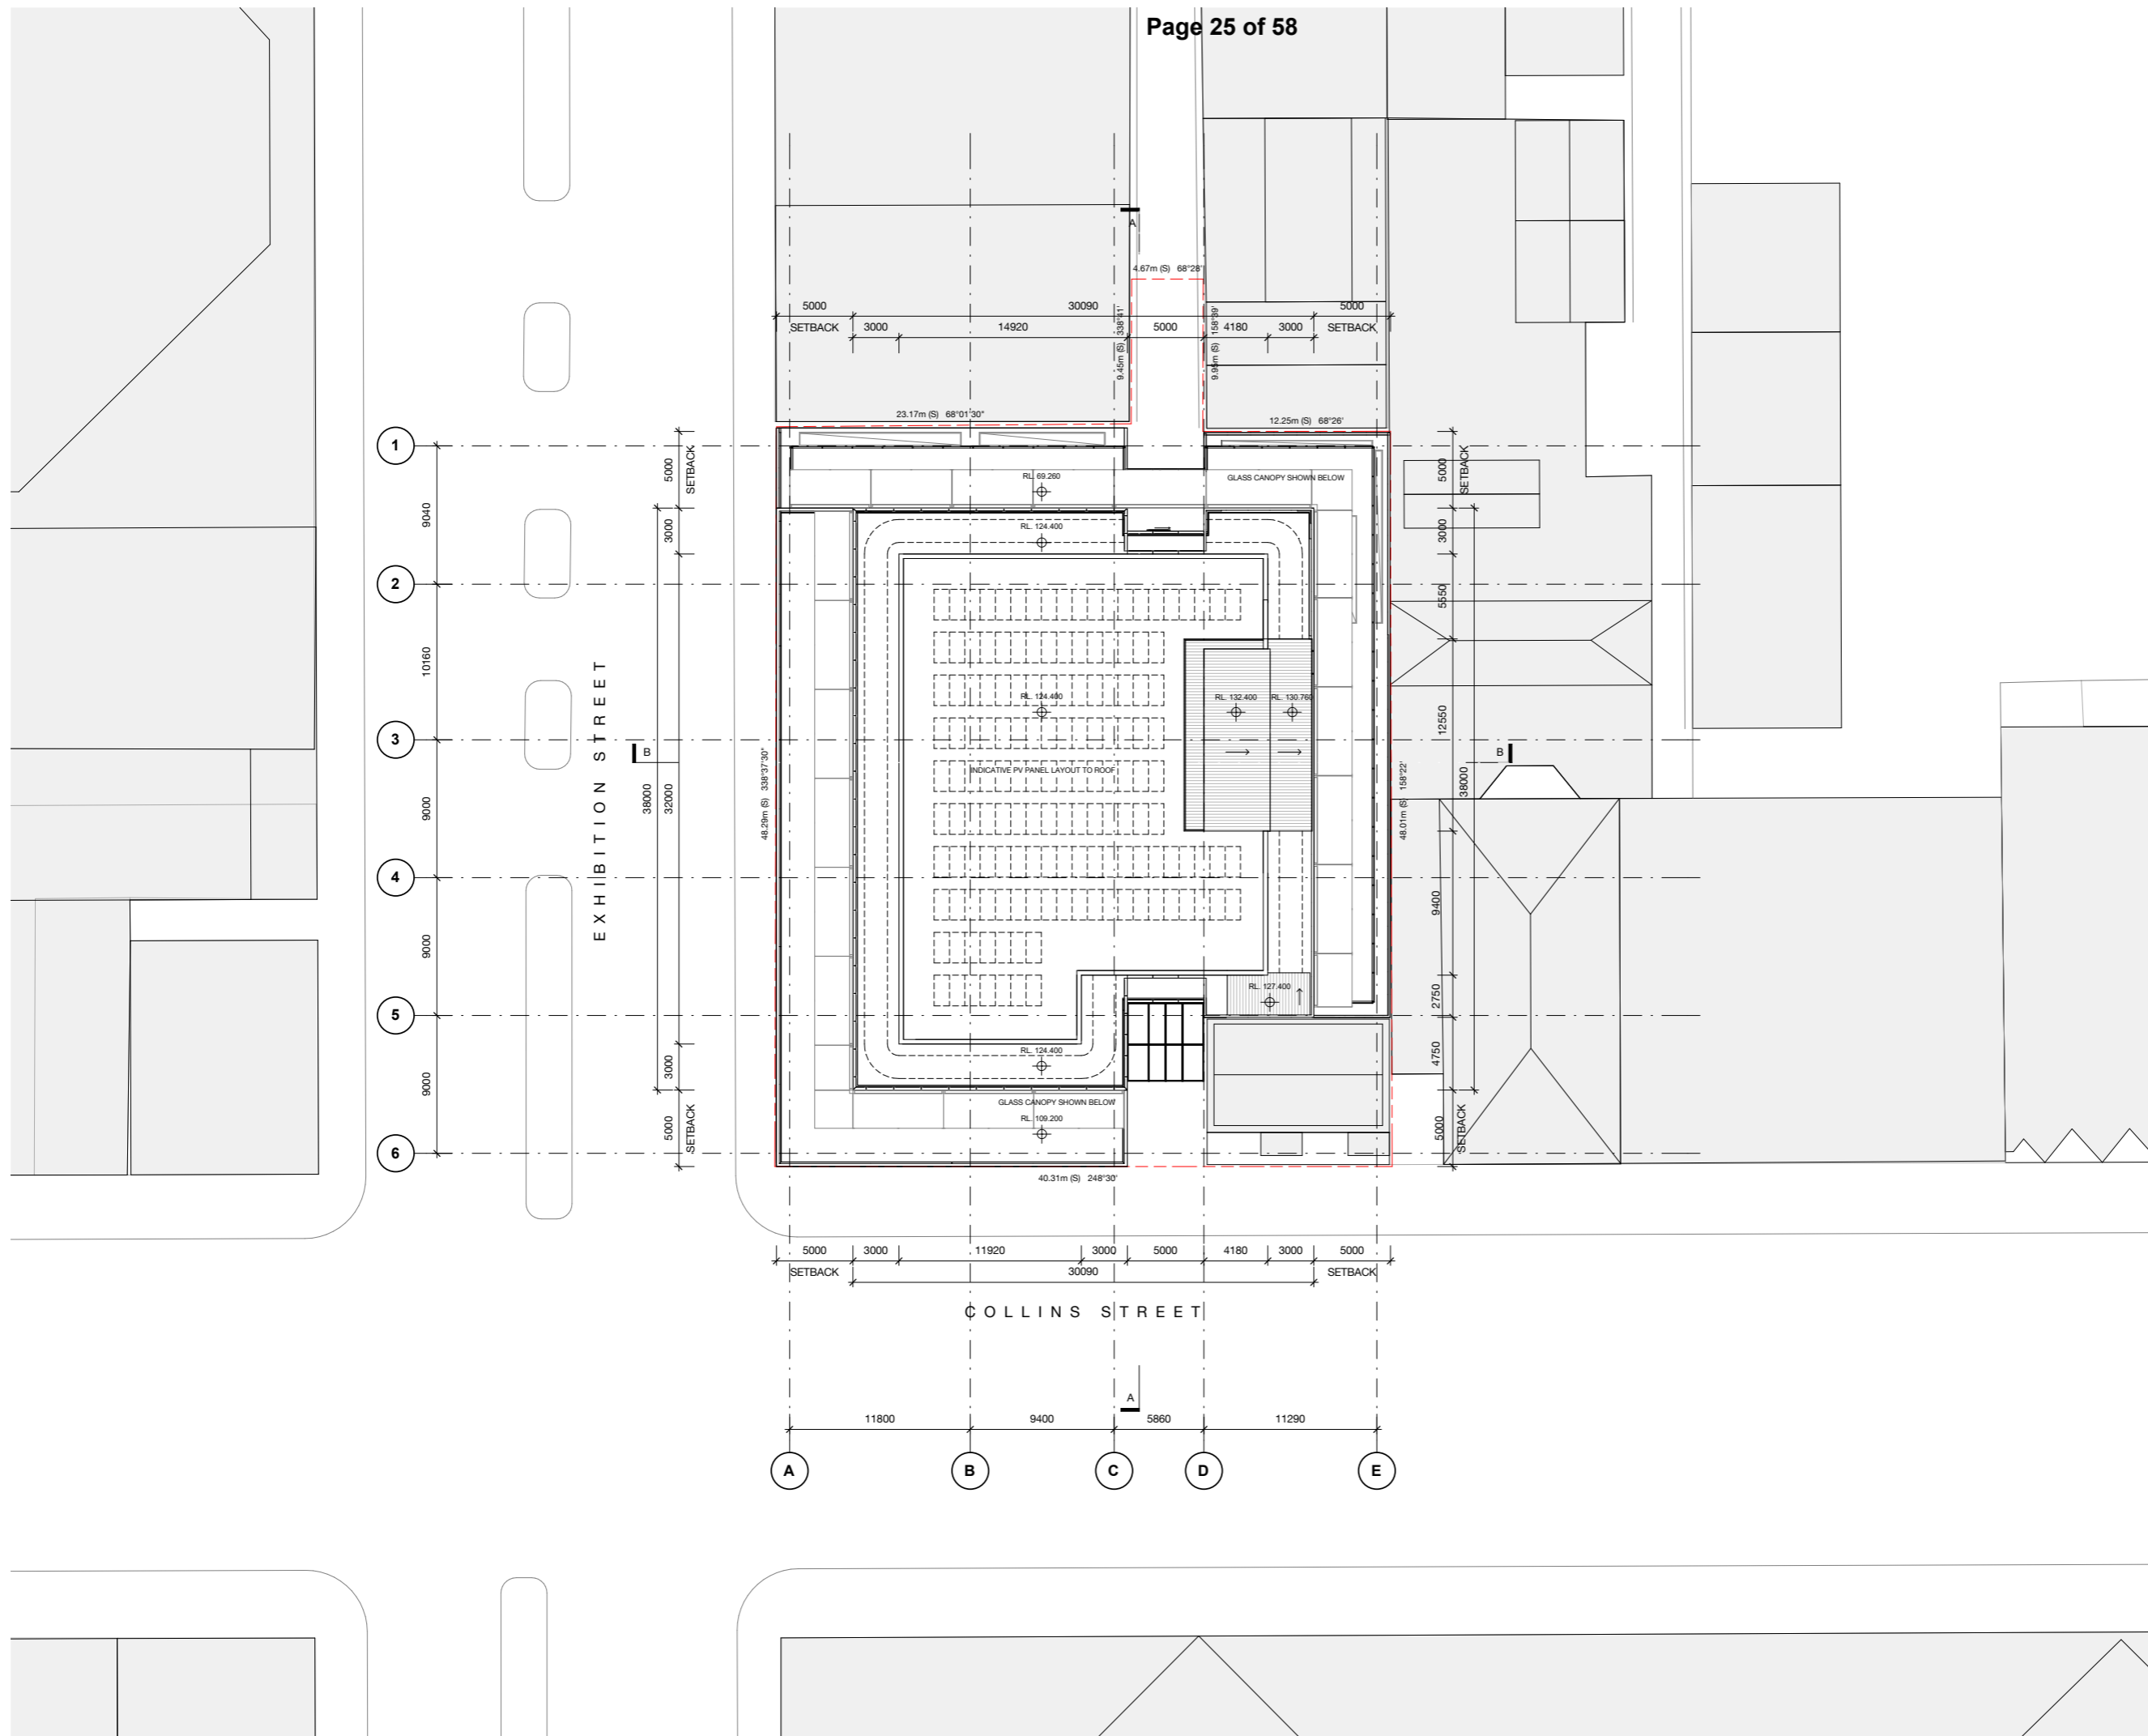 Page 25 of 58
A
4.67m (S) 68°28'
5000
30090
5000
SETBACK
3000
14920
5000
4180
3000
SETBACK
9.45m (S) 338°41'
9.95m (S) 158°39'
23.17m (S) 68°01'30"
12.25m (S) 68°26'
1
5000
SETBACK
RL. 69.260
GLASS CANOPY SHOWN BELOW
5000
SETBACK
9040
3000
RL. 124.400
3000
2
5550
10160
EXHIBITION STREET
RL. 124.400
RL. 132.400
RL. 130.760
12550
3
B
B
48.29m (S) 338°37'30"
INDICATIVE PV PANEL LAYOUT TO ROOF
48.01m (S) 158°22'
38000
32000
38000
9000
4
9400
9000
RL. 127.400
2750
5
RL. 124.400
4750
3000
9000
GLASS CANOPY SHOWN BELOW
RL. 109.200
5000
SETBACK
5000
SETBACK
6
40.31m (S) 248°30'
5000
3000
11920
3000
5000
4180
3000
5000
SETBACK
30090
SETBACK
COLLINS STREET
A
11800
9400
5860
11290
A
B
C
D
E